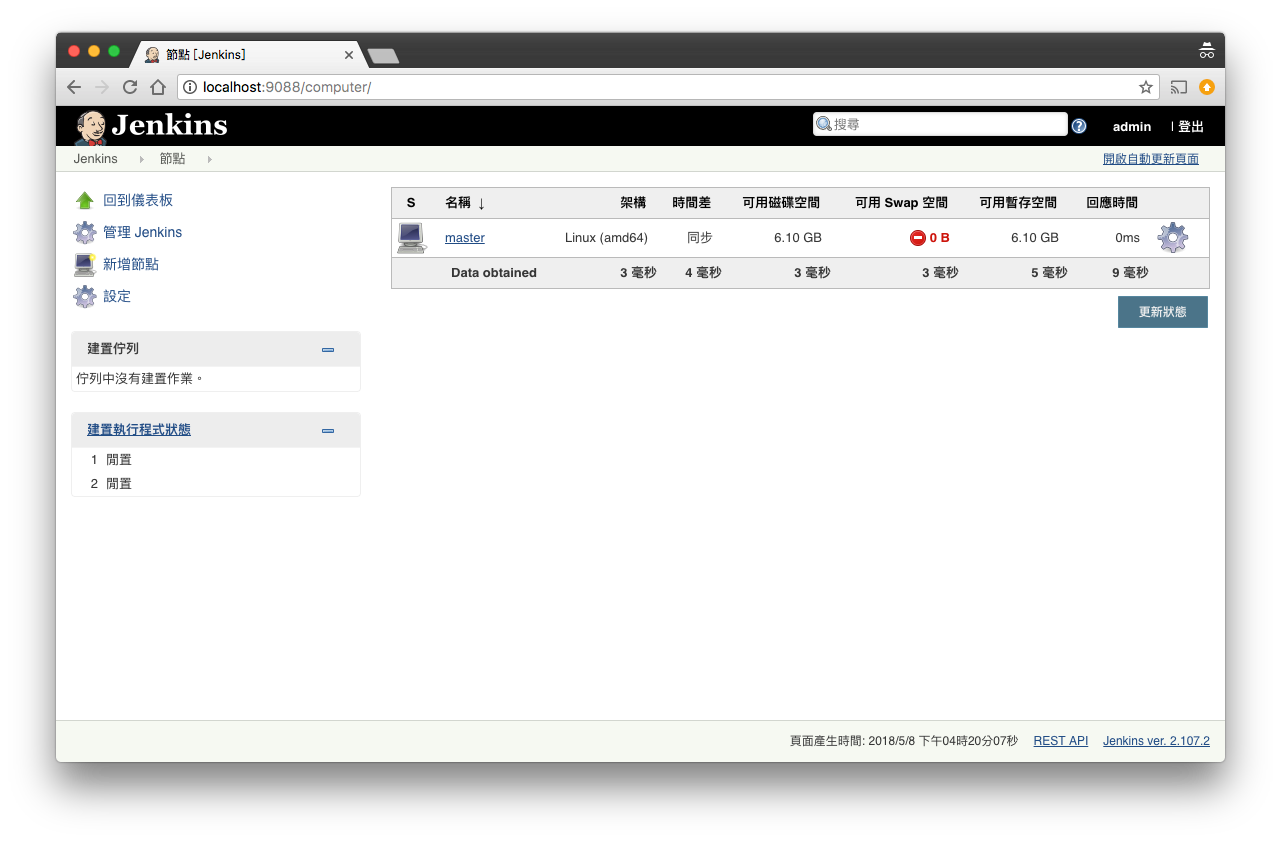 節點 [Jenkins]
localhost:9088/computer/
Jenkins
搜尋
admin
登出
Jenkins
節點
開啟自動更新頁面
回到儀表板
管理 Jenkins
新增節點
設定
建置佇列
佇列中沒有建置作業。
建置執行程式狀態
1 閒置
2 閒置
S 名稱 ↓ 架構 時間差 可用磁碟空間 可用 Swap 空間 可用暫存空間 回應時間
master Linux (amd64) 同步 6.10 GB 0 B 6.10 GB 0ms
Data obtained 3 毫秒 4 毫秒 3 毫秒 3 毫秒 5 毫秒 9 毫秒
更新狀態
頁面產生時間: 2018/5/8 下午04時20分07秒 REST API Jenkins ver. 2.107.2